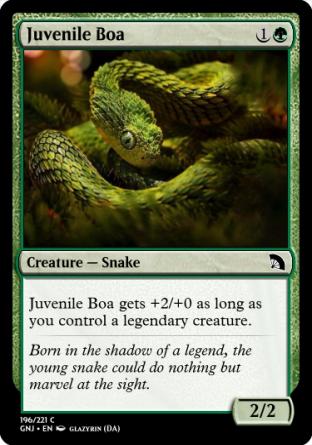 Juvenile Boa 1
Creature — Snake
Juvenile Boa gets +2/+0 as long as
you control a legendary creature.
Born in the shadow of a legend, the
young snake could do nothing but
marvel at the sight.
2/2
196/221 C
GNJ • EN GLAZYRIN (DA)